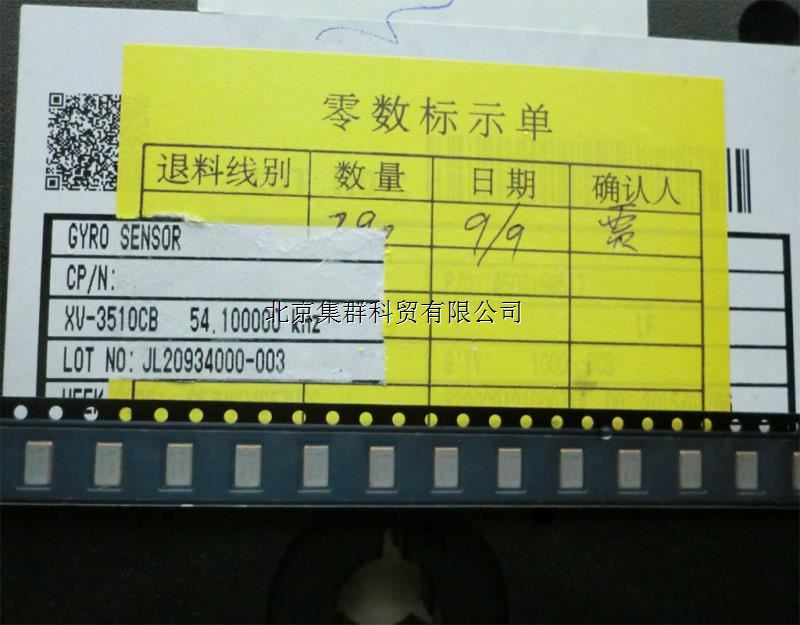 零数标示单
退料线别 数量 日期 确认人
9/9 费
GYRO SENSOR
CP/N:
XV-3510CB 54.10000 kHz
北京集群科贸有限公司
LOT NO: JL20934000-003